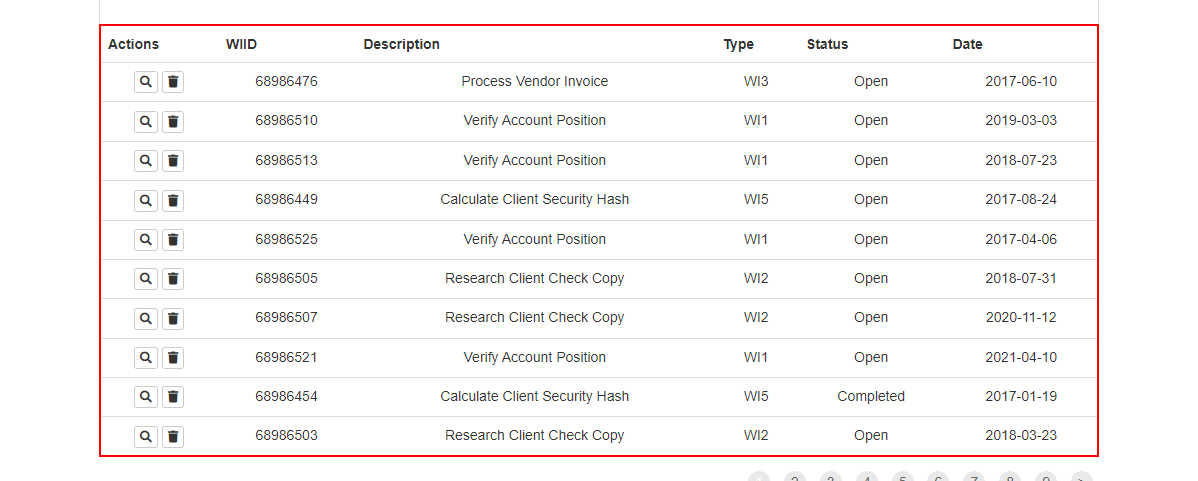 Actions WIID Description Type Status Date
68986476 Process Vendor Invoice WI3 Open 2017-06-10
68986510 Verify Account Position WI1 Open 2019-03-03
68986513 Verify Account Position WI1 Open 2018-07-23
68986449 Calculate Client Security Hash WI5 Open 2017-08-24
68986525 Verify Account Position WI1 Open 2017-04-06
68986505 Research Client Check Copy WI2 Open 2018-07-31
68986507 Research Client Check Copy WI2 Open 2020-11-12
68986521 Verify Account Position WI1 Open 2021-04-10
68986454 Calculate Client Security Hash WI5 Completed 2017-01-19
68986503 Research Client Check Copy WI2 Open 2018-03-23
1 2 3 4 5 6 7 8 9 >